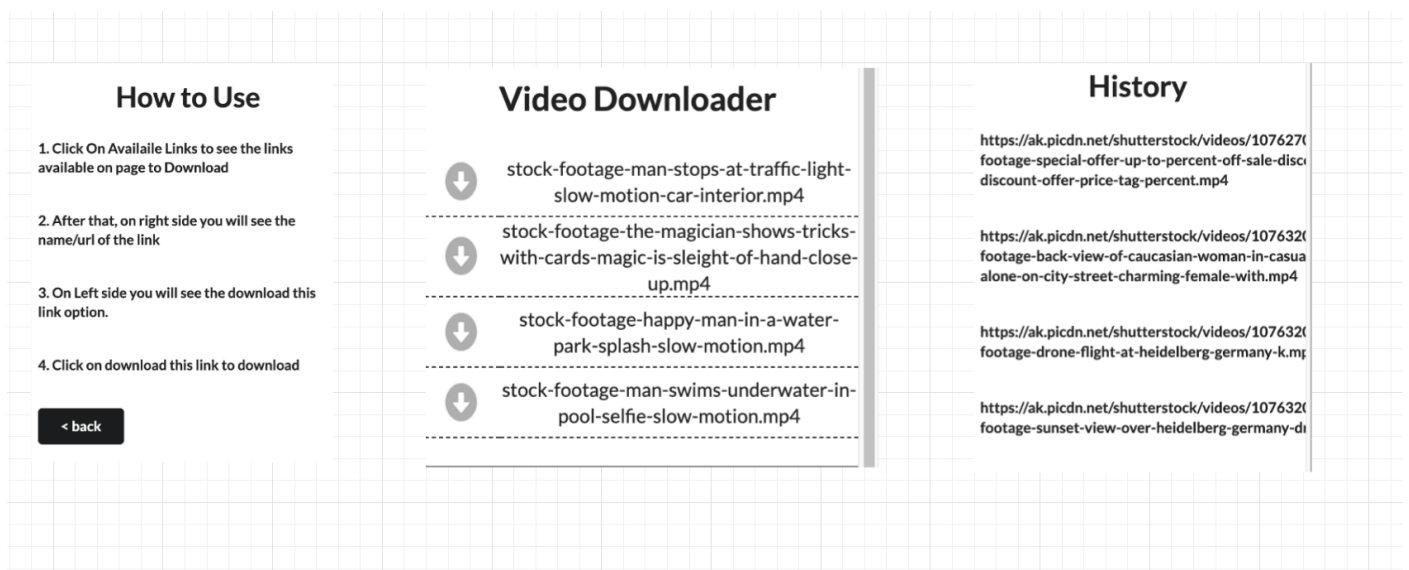 How to Use
1. Click On Availaile Links to see the links
available on page to Download
2. After that, on right side you will see the
name/url of the link
3. On Left side you will see the download this
link option.
4. Click on download this link to download
< back
Video Downloader
stock-footage-man-stops-at-traffic-light-
slow-motion-car-interior.mp4
stock-footage-the-magician-shows-tricks-
with-cards-magic-is-sleight-of-hand-close-
up.mp4
stock-footage-happy-man-in-a-water-
park-splash-slow-motion.mp4
stock-footage-man-swims-underwater-in-
pool-selfie-slow-motion.mp4
History
https://ak.picdn.net/shutterstock/videos/107627
footage-special-offer-up-to-percent-off-sale-disc
discount-offer-price-tag-percent.mp4
https://ak.picdn.net/shutterstock/videos/107632
footage-back-view-of-caucasian-woman-in-casua
alone-on-city-street-charming-female-with.mp4
https://ak.picdn.net/shutterstock/videos/107632
footage-drone-flight-at-heidelberg-germany-k.mp
https://ak.picdn.net/shutterstock/videos/107632
footage-sunset-view-over-heidelberg-germany-d